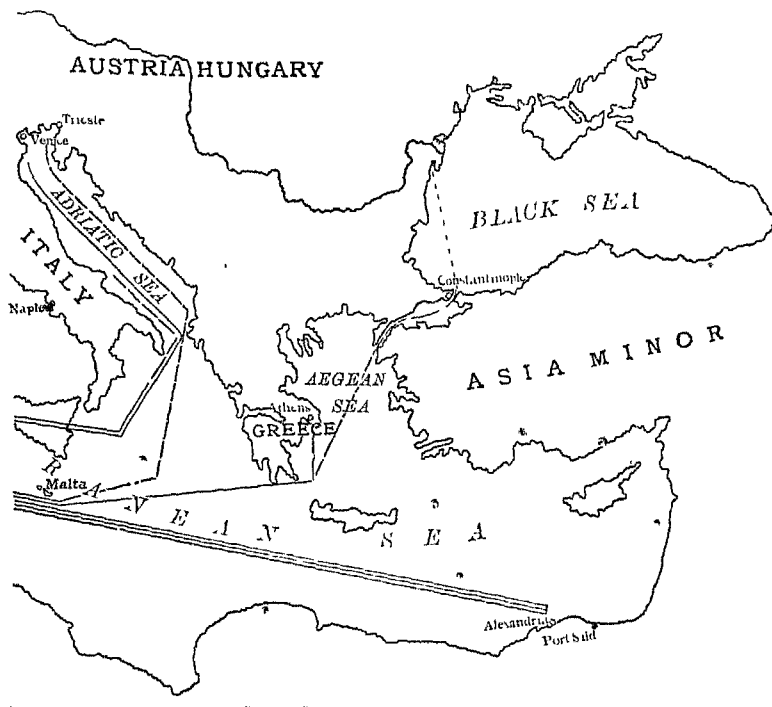 AUSTRIA HUNGARY
Trieste
Venice
ADRIATIC SEA
ITALY
Naples
BLACK SEA
Constantinople
ASIA MINOR
AEGEAN
SEA
Athens
GREECE
Malta
R A V E A N SEA
Alexandria
Port Said